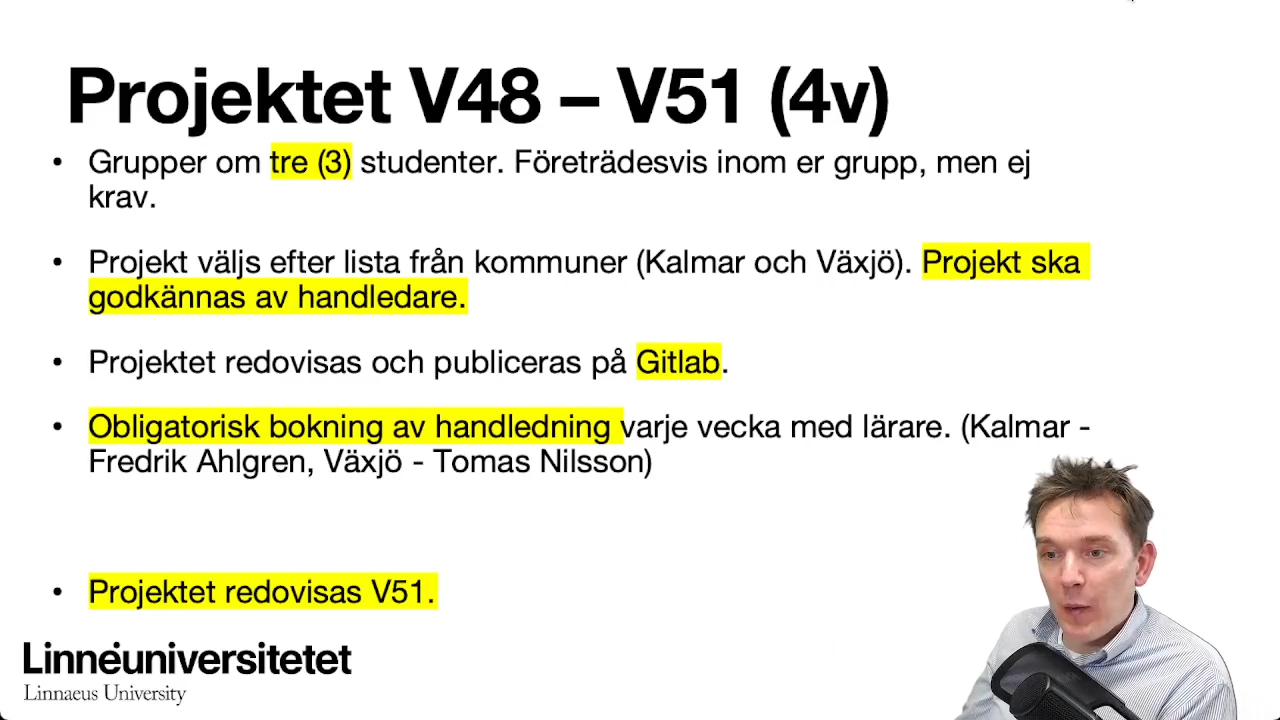 Projektet V48 – V51 (4v)
• Grupper om tre (3) studenter. Företrädesvis inom er grupp, men ej
krav.
• Projekt väljs efter lista från kommuner (Kalmar och Växjö). Projekt ska
godkännas av handledare.
• Projektet redovisas och publiceras på Gitlab.
• Obligatorisk bokning av handledning varje vecka med lärare. (Kalmar -
Fredrik Ahlgren, Växjö - Tomas Nilsson)
• Projektet redovisas V51.
Linnéuniversitetet
Linnaeus University